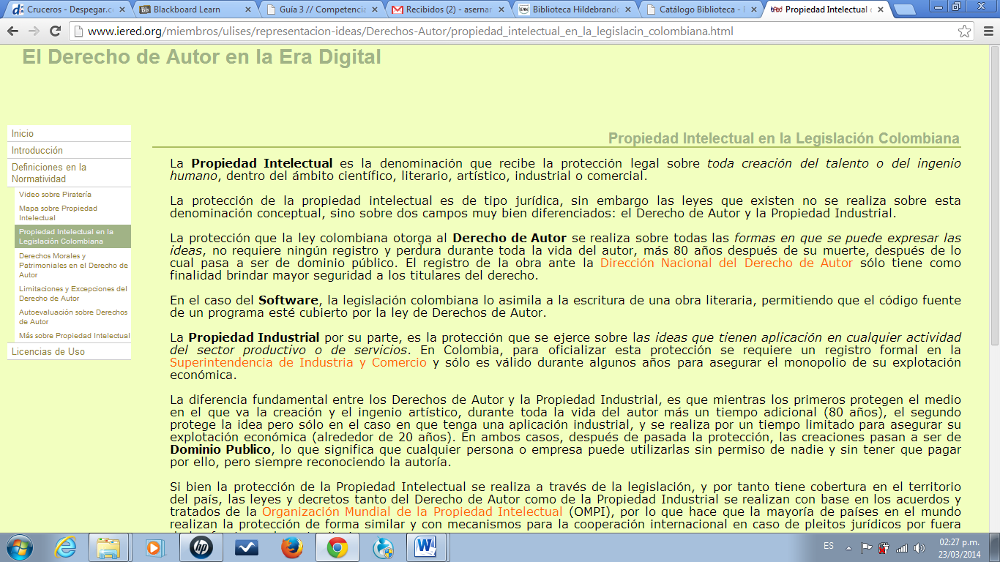 Cruceros - Despegar.c
Blackboard Learn
Guía 3 // Competencia
Recibidos (2) - asernar
Biblioteca Hildebrando
Catálogo Biblioteca - 
Propiedad Intelectual
www.iered.org/miembros/ulises/representacion-ideas/Derechos-Autor/propiedad_intelectual_en_la_legislacin_colombiana.html
El Derecho de Autor en la Era Digital
Inicio
Introducción
Definiciones en la
Normatividad
Video sobre Piratería
Mapa sobre Propiedad
Intelectual
Propiedad Intelectual en la
Legislación Colombiana
Derechos Morales y
Patrimoniales en el Derecho de
Autor
Limitaciones y Excepciones del
Derecho de Autor
Autoevaluación sobre Derechos
de Autor
Más sobre Propiedad Intelectual
Licencias de Uso
Propiedad Intelectual en la Legislación Colombiana
La Propiedad Intelectual es la denominación que recibe la protección legal sobre toda creación del talento o del ingenio
humano, dentro del ámbito científico, literario, artístico, industrial o comercial.
La protección de la propiedad intelectual es de tipo jurídica, sin embargo las leyes que existen no se realiza sobre esta
denominación conceptual, sino sobre dos campos muy bien diferenciados: el Derecho de Autor y la Propiedad Industrial.
La protección que la ley colombiana otorga al Derecho de Autor se realiza sobre todas las formas en que se puede expresar las
ideas, no requiere ningún registro y perdura durante toda la vida del autor, más 80 años después de su muerte, después de lo
cual pasa a ser de dominio público. El registro de la obra ante la Dirección Nacional del Derecho de Autor sólo tiene como
finalidad brindar mayor seguridad a los titulares del derecho.
En el caso del Software, la legislación colombiana lo asimila a la escritura de una obra literaria, permitiendo que el código fuente
de un programa esté cubierto por la ley de Derechos de Autor.
La Propiedad Industrial por su parte, es la protección que se ejerce sobre las ideas que tienen aplicación en cualquier actividad
del sector productivo o de servicios. En Colombia, para oficializar esta protección se requiere un registro formal en la
Superintendencia de Industria y Comercio y sólo es válido durante algunos años para asegurar el monopolio de su explotación
económica.
La diferencia fundamental entre los Derechos de Autor y la Propiedad Industrial, es que mientras los primeros protegen el medio
en el que va la creación y el ingenio artístico, durante toda la vida del autor más un tiempo adicional (80 años), el segundo
protege la idea pero sólo en el caso en que tenga una aplicación industrial, y se realiza por un tiempo limitado para asegurar su
explotación económica (alrededor de 20 años). En ambos casos, después de pasada la protección, las creaciones pasan a ser de
Dominio Publico, lo que significa que cualquier persona o empresa puede utilizarlas sin permiso de nadie y sin tener que pagar
por ello, pero siempre reconociendo la autoría.
Si bien la protección de la Propiedad Intelectual se realiza a través de la legislación, y por tanto tiene cobertura en el territorio
del país, las leyes y decretos tanto del Derecho de Autor como de la Propiedad Industrial se realizan con base en los acuerdos y
tratados de la Organización Mundial de la Propiedad Intelectual (OMPI), por lo que hace que la mayoría de países en el mundo
realizan la protección de forma similar y con mecanismos para la cooperación internacional en caso de pleitos jurídicos por fuera
ES
02:27 p.m.
23/03/2014